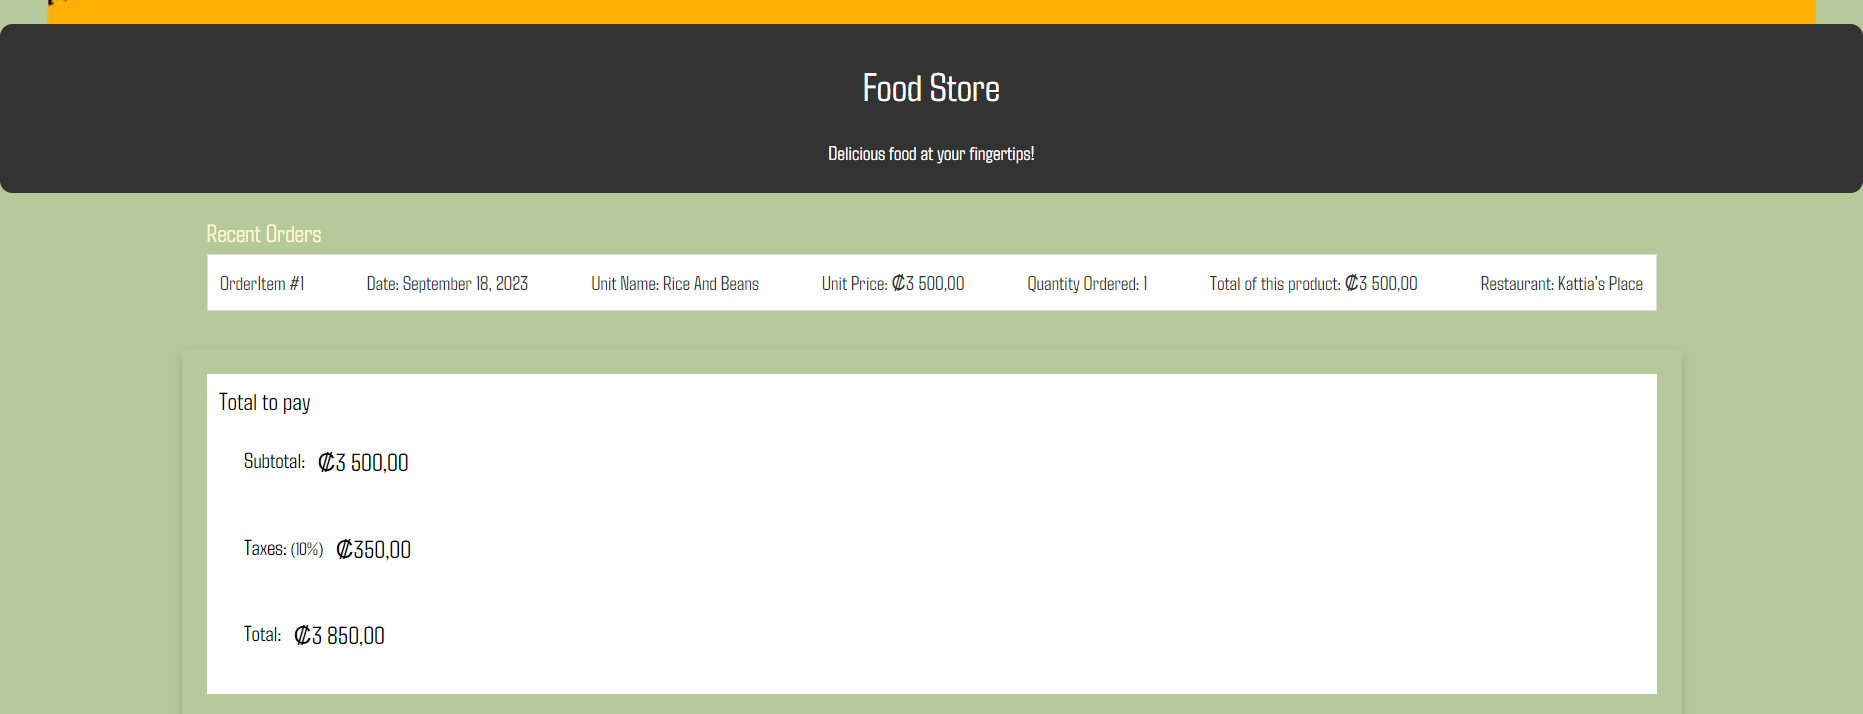 Food Store
Delicious food at your fingertips!
Recent Orders
OrderItem #1 Date: September 18, 2023 Unit Name: Rice And Beans Unit Price: ₡3 500,00 Quantity Ordered: 1 Total of this product: ₡3 500,00 Restaurant: Kattia's Place
Total to pay
Subtotal: ₡3 500,00
Taxes: (10%) ₡350,00
Total: ₡3 850,00